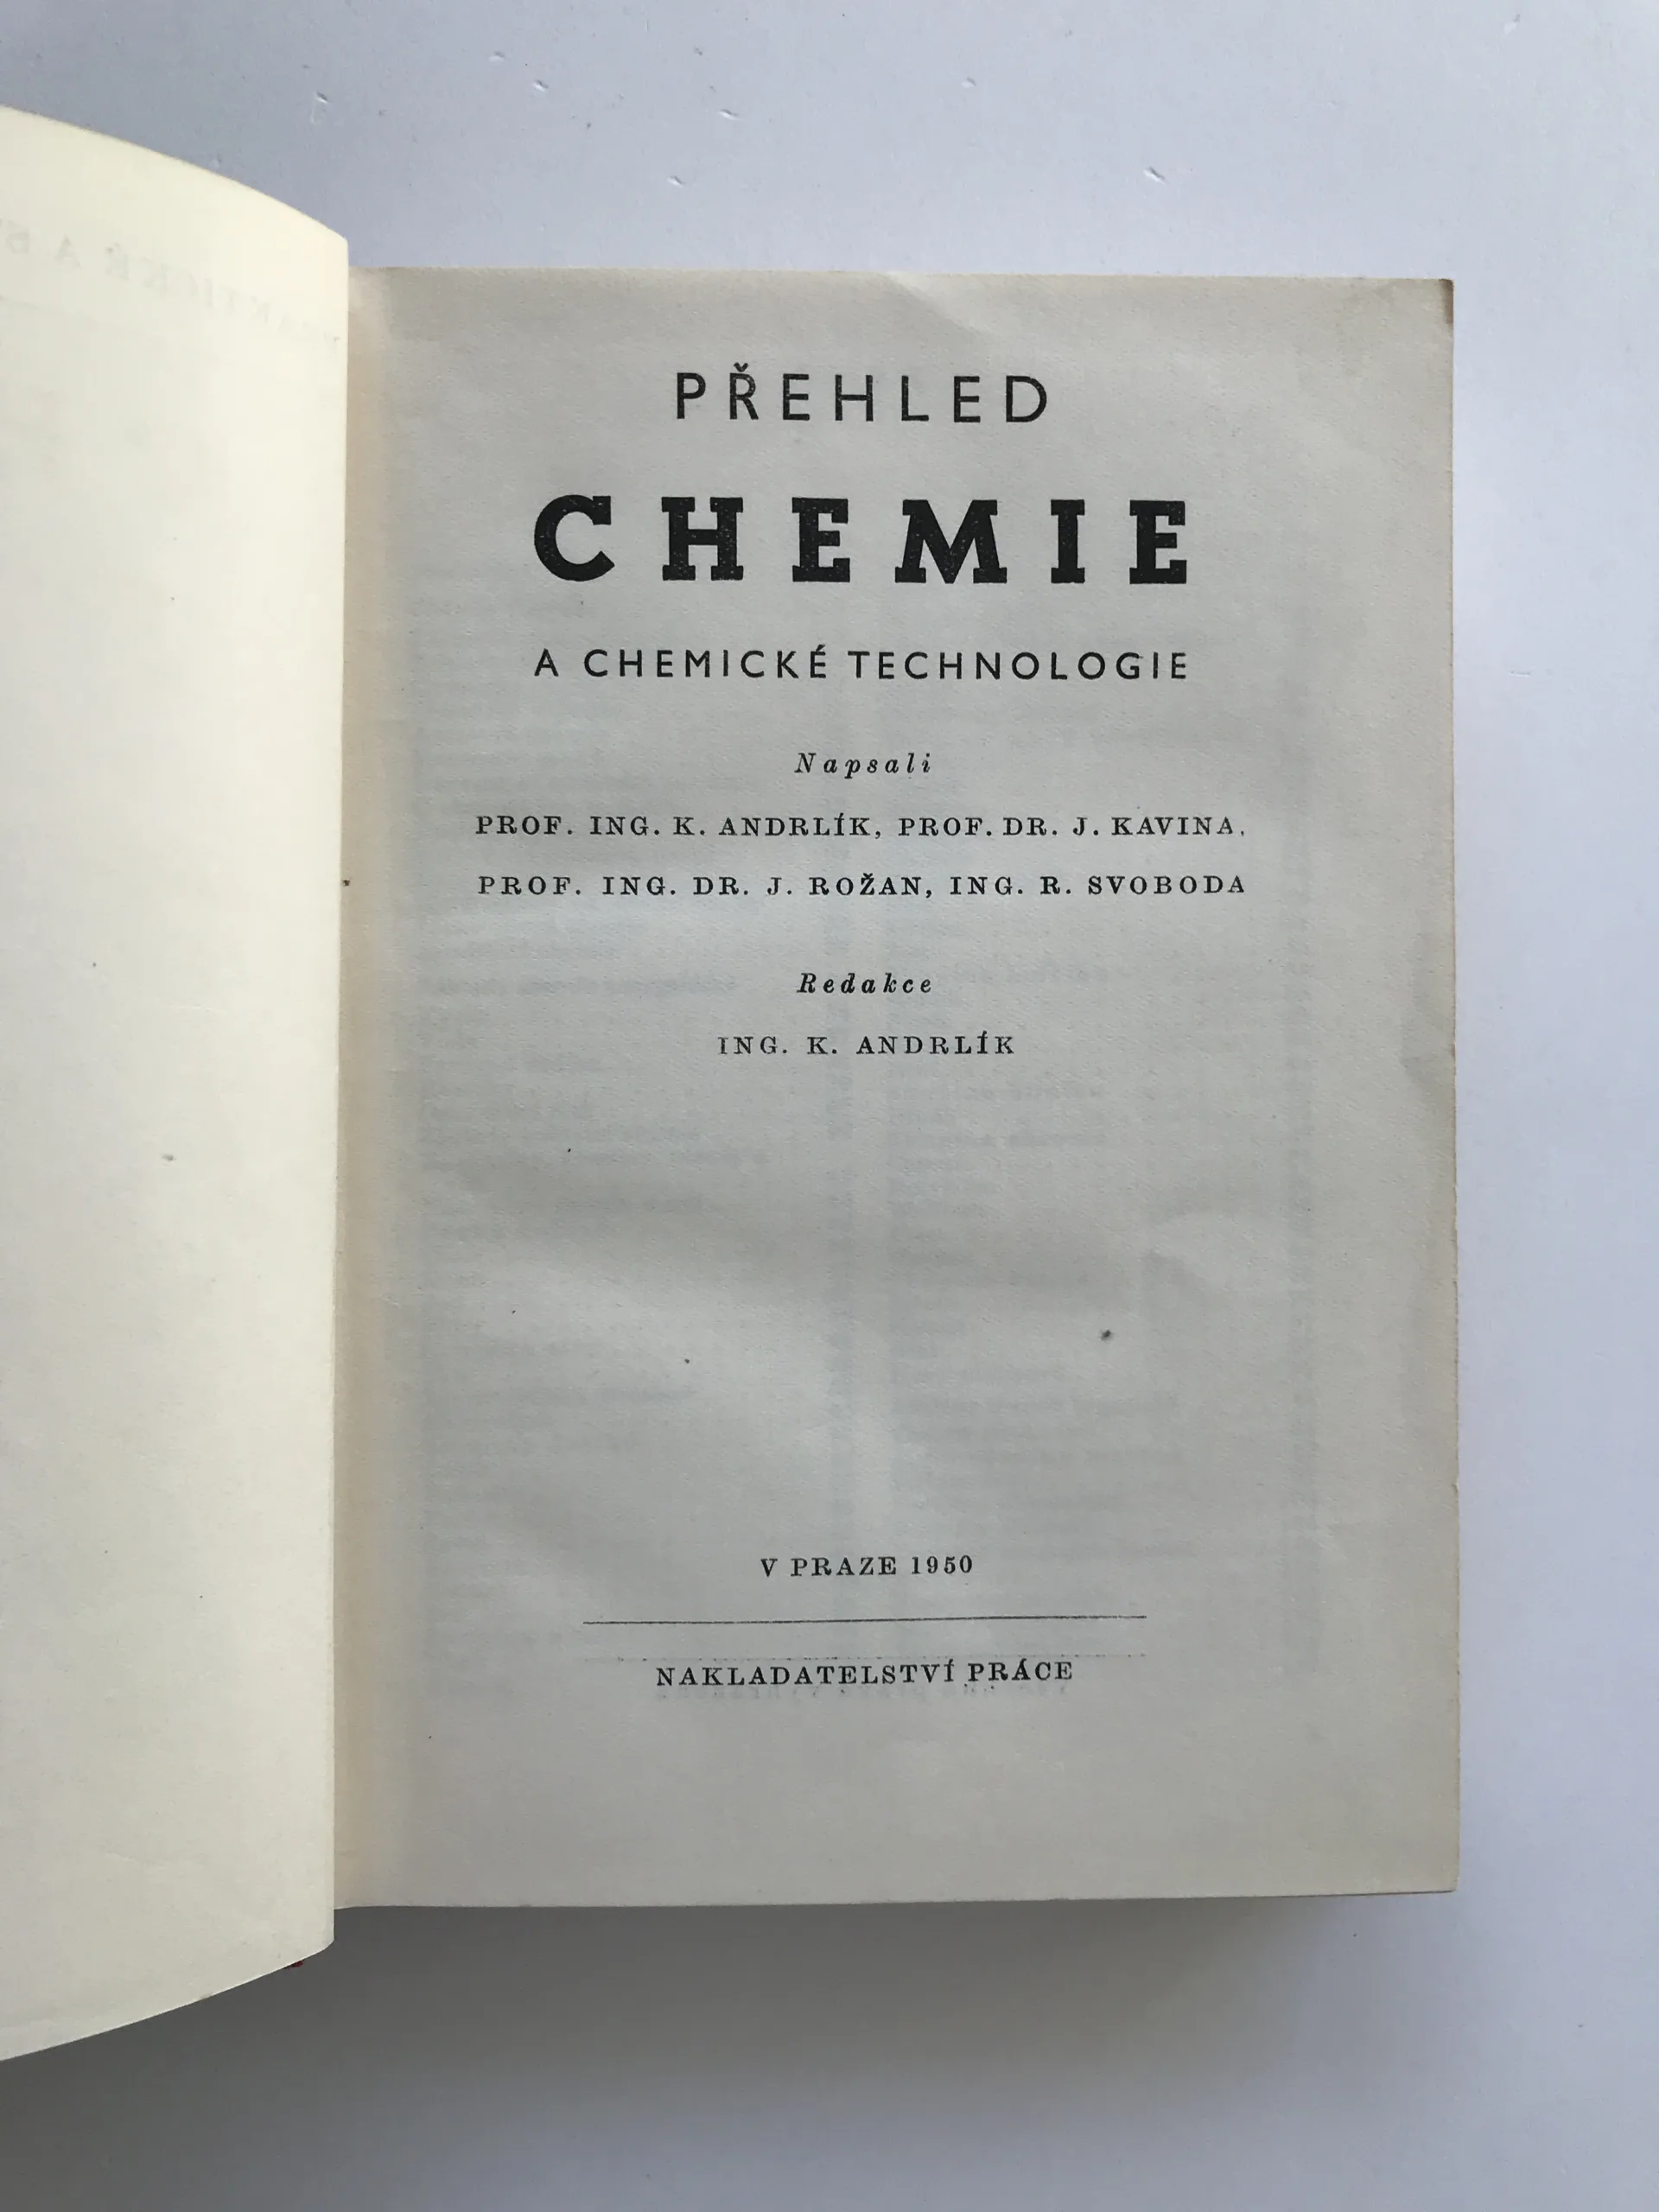 PŘEHLED
CHEMIE
A CHEMICKÉ TECHNOLOGIE
Napsali
PROF. ING. K. ANDRLÍK, PROF. DR. J. KAVINA,
PROF. ING. DR. J. ROŽAN, ING. R. SVOBODA
Redakce
ING. K. ANDRLÍK
V PRAZE 1950
NAKLADATELSTVÍ PRÁCE